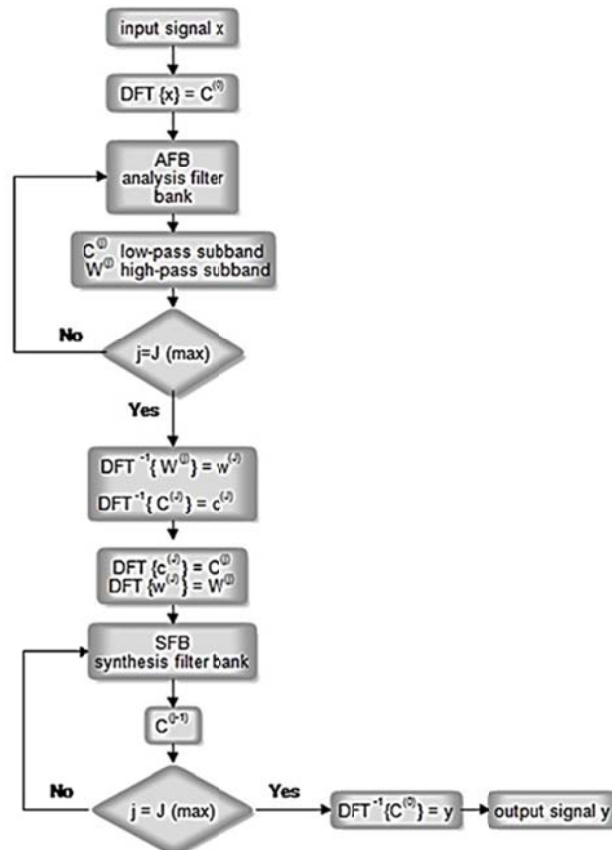 input signal x
DFT {x} = C⁽⁰⁾
AFB
analysis filter
bank
C⁽ʲ⁾ low-pass subband
W⁽ʲ⁾ high-pass subband
No
j=J (max)
Yes
DFT⁻¹{ W⁽ʲ⁾} = w⁽ᴶ⁾
DFT⁻¹{ C⁽ᴶ⁾} = c⁽ᴶ⁾
DFT {c⁽ᴶ⁾} = C⁽ʲ⁾
DFT {w⁽ᴶ⁾} = W⁽ʲ⁾
SFB
synthesis filter bank
C⁽ʲ⁻¹⁾
No
j = J (max)
Yes
DFT⁻¹{C⁽⁰⁾} = y
output signal y